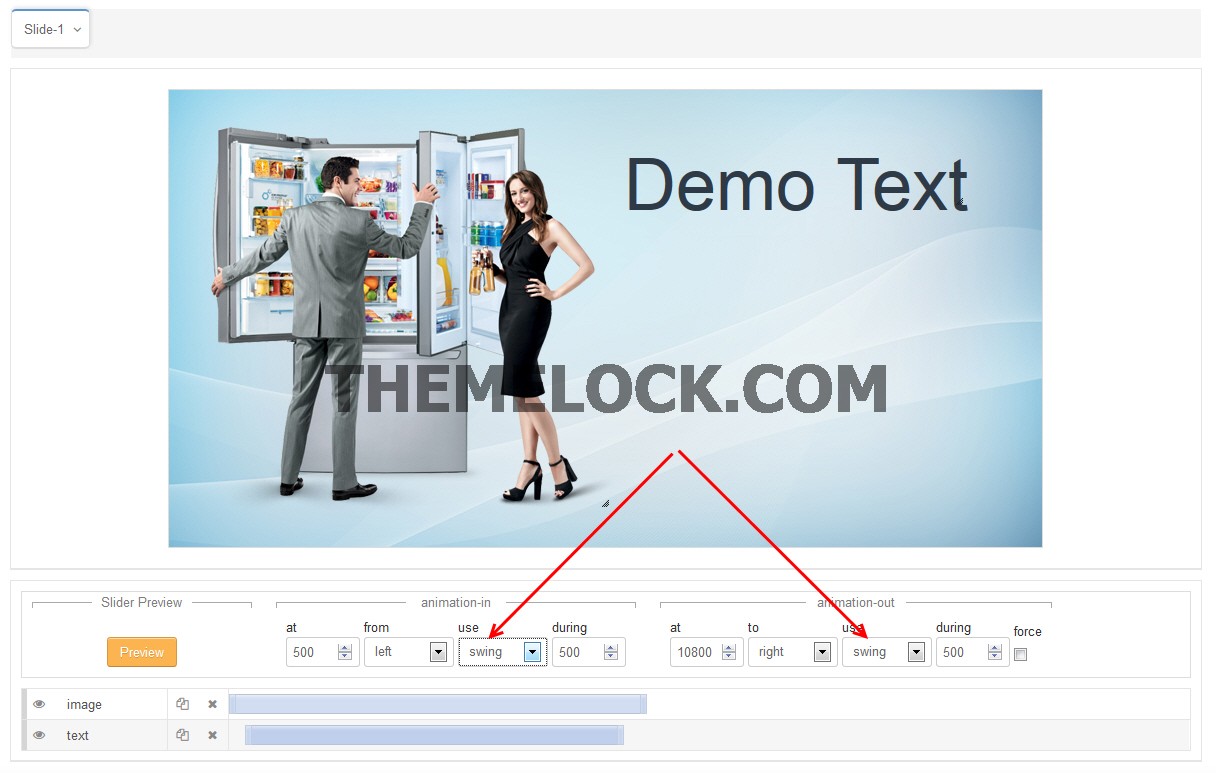 Slide-1
Demo Text
THEMELOCK.COM
Slider Preview
animation-in
animation-out
at
from
use
during
at
to
use
during
force
Preview
500
left
swing
500
10800
right
swing
500
image
text